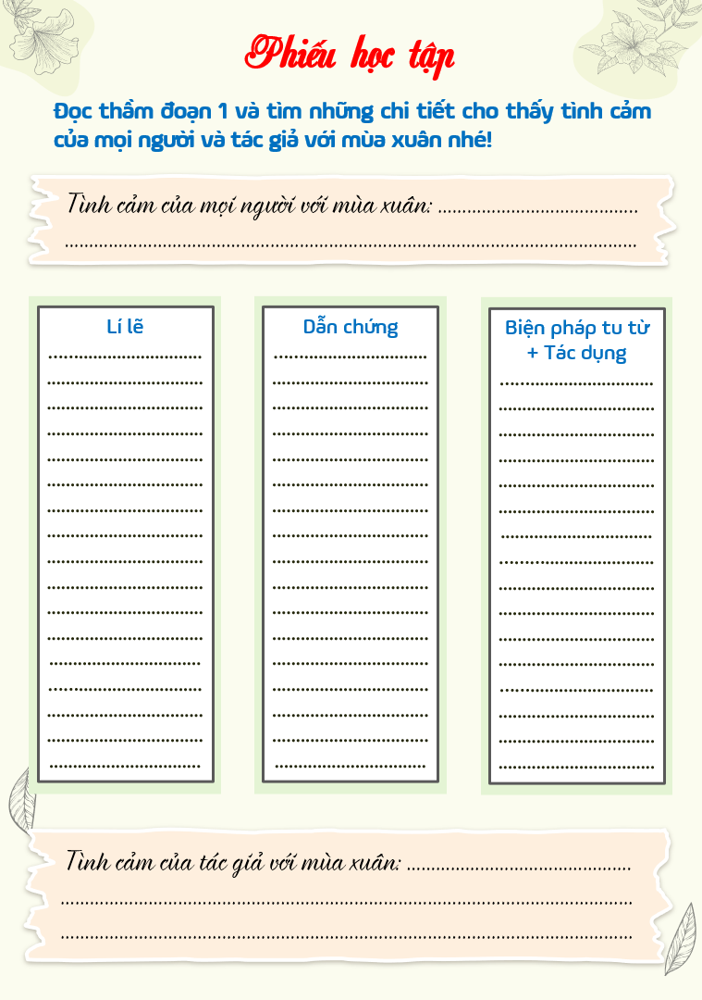 Phiếu học tập
Đọc thầm đoạn 1 và tìm những chi tiết cho thấy tình cảm
của mọi người và tác giả với mùa xuân nhé!
Tình cảm của mọi người với mùa xuân: ........................................
........................................................................................................................
Lí lẽ
Dẫn chứng
Biện pháp tu từ
+ Tác dụng
Tình cảm của tác giả với mùa xuân: .............................................
........................................................................................................................
........................................................................................................................